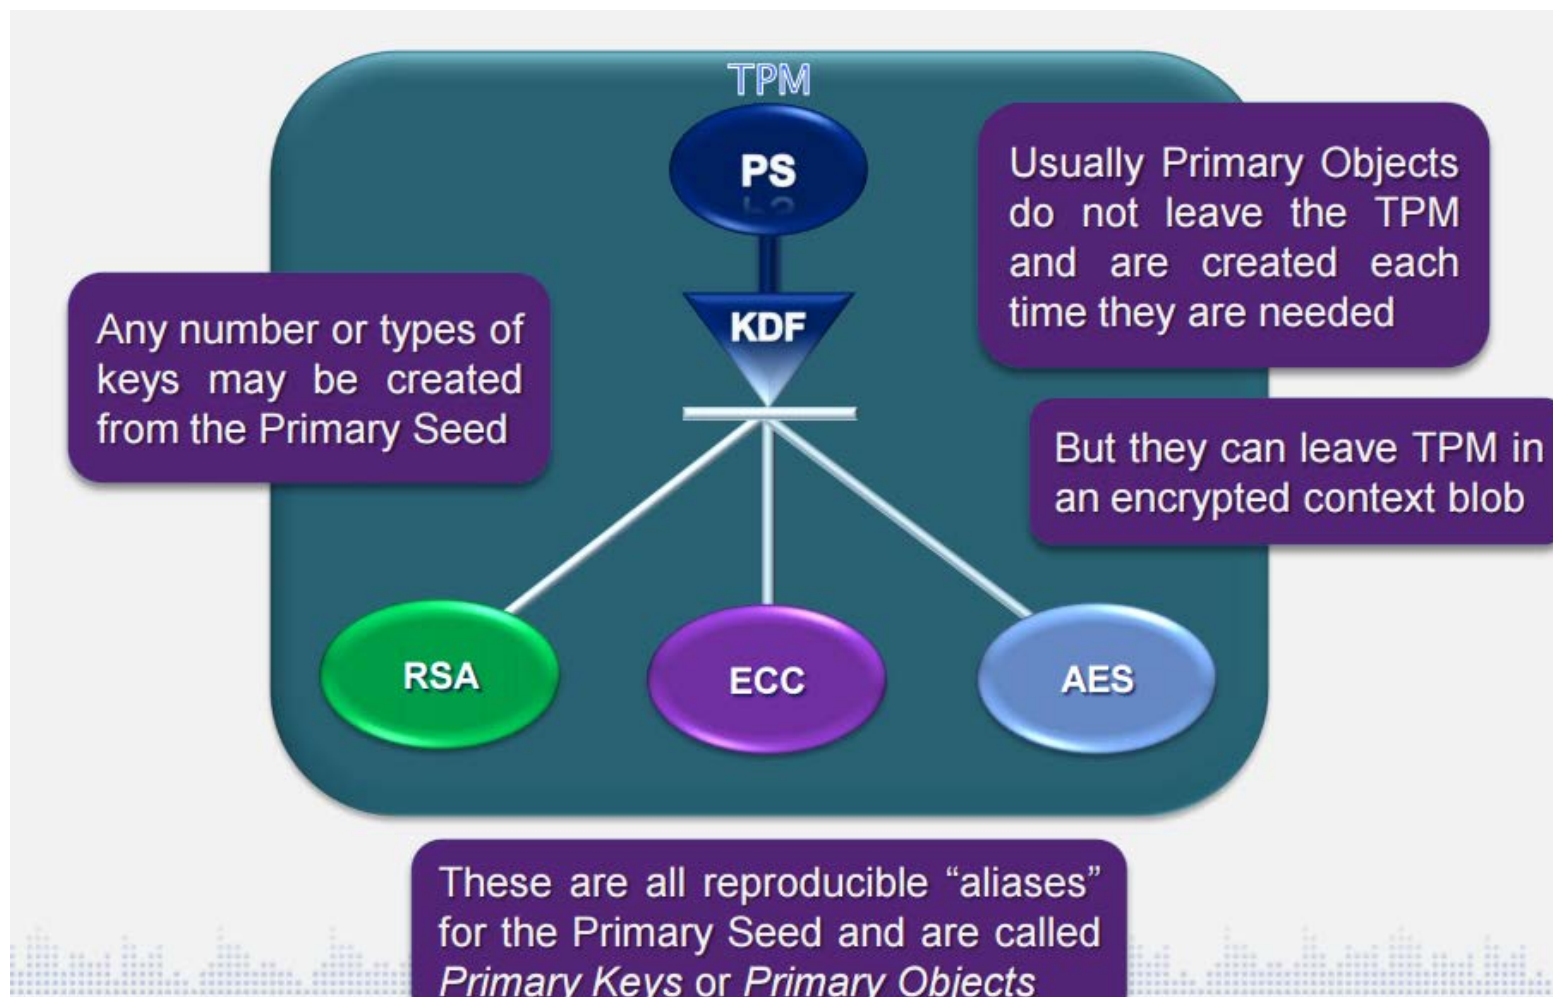 TPM
PS
KDF
Any number or types of
keys may be created
from the Primary Seed
Usually Primary Objects
do not leave the TPM
and are created each
time they are needed
But they can leave TPM in
an encrypted context blob
RSA
ECC
AES
These are all reproducible “aliases”
for the Primary Seed and are called
Primary Keys or Primary Objects